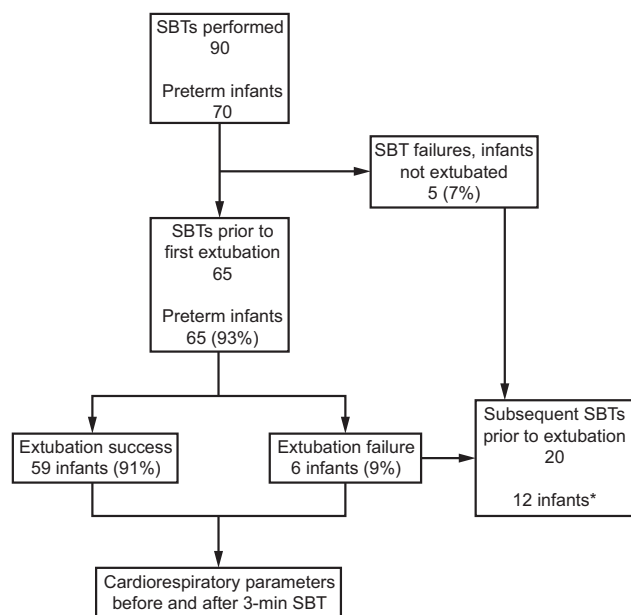 SBTs performed
90
Preterm infants
70
SBT failures, infants
not extubated
5 (7%)
SBTs prior to
first extubation
65
Preterm infants
65 (93%)
Extubation success
59 infants (91%)
Extubation failure
6 infants (9%)
Subsequent SBTs
prior to extubation
20
12 infants*
Cardiorespiratory parameters
before and after 3-min SBT